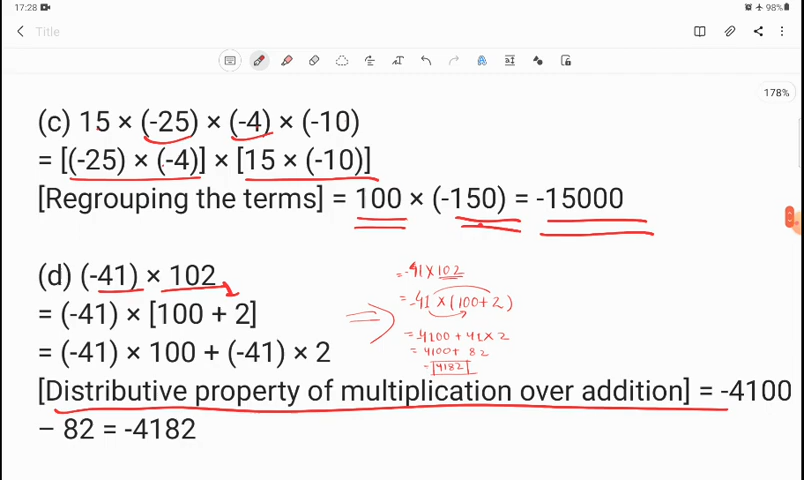 17:28 98%
Title
178%
(c) 15 × (-25) × (-4) × (-10)
= [(-25) × (-4)] × [15 × (-10)]
[Regrouping the terms] = 100 × (-150) = -15000
(d) (-41) × 102
= (-41) × [100 + 2]
= (-41) × 100 + (-41) × 2
[Distributive property of multiplication over addition] = -4100
– 82 = -4182
= -41 × 102
= -41 × (100+2)
= -4100 + 41 × 2
= 4100 + 82
= 4182